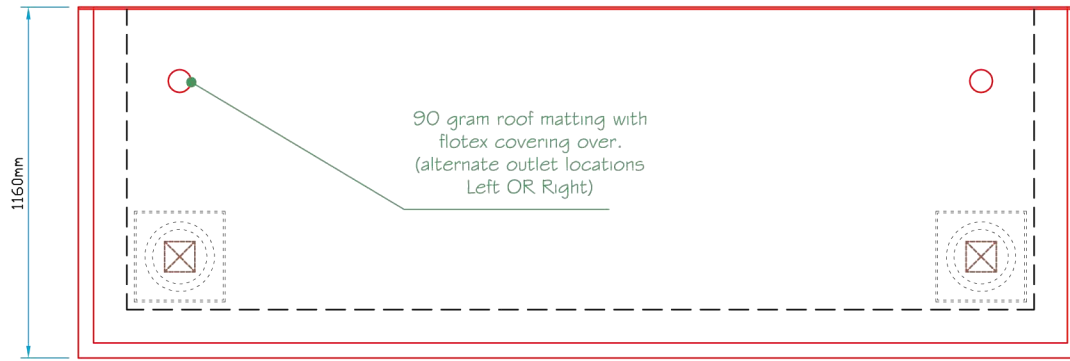 90 gram roof matting with
flotex covering over.
(alternate outlet locations
Left OR Right)
1160mm